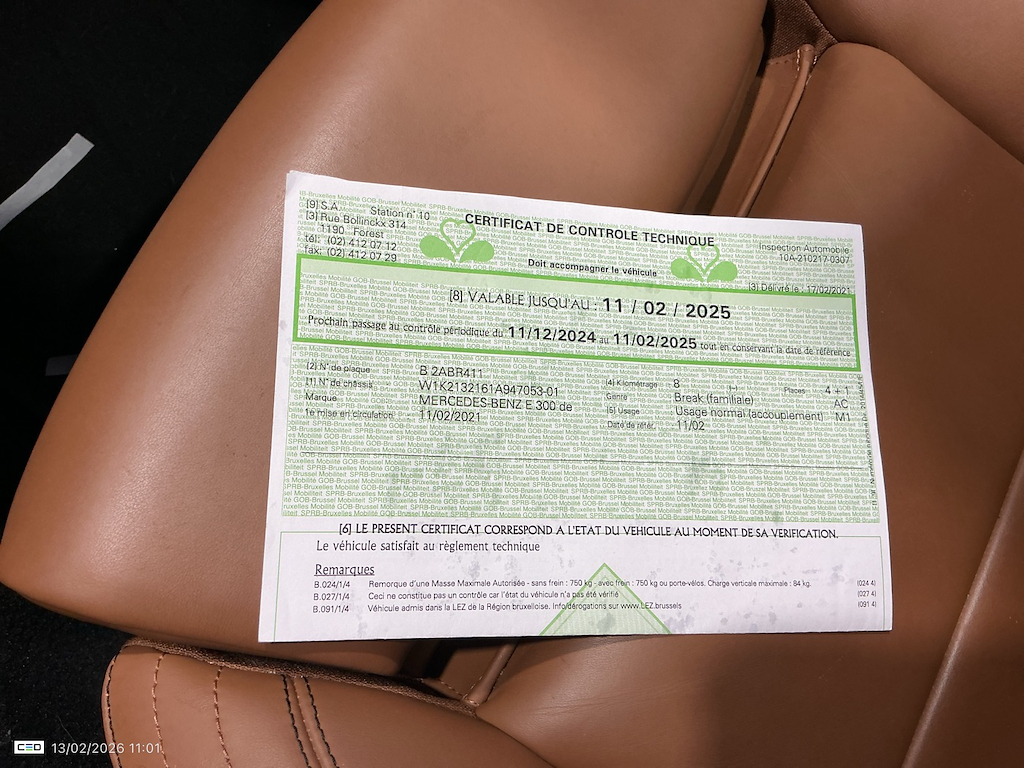 [9] S.A. Station n° 10
[3] Rue Bollinckx 314
1190 Forest
tél: (02) 412 07 12
fax: (02) 412 07 29
CERTIFICAT DE CONTROLE TECHNIQUE
Doit accompagner le véhicule
Inspection Automobile
10A-210217-0307
[3] Délivré le : 17/02/2021
[8] VALABLE JUSQU'AU : 11 / 02 / 2025
Prochain passage au contrôle périodique du 11/12/2024 au 11/02/2025 tout en conservant la date de référence
[2] N° de plaque B 2ABR411
[1] N° de châssis W1K2132161A947053-01
Marque MERCEDES-BENZ E 300 de
1e mise en circulation 11/02/2021
[4] Kilométrage 8 (--) Places 4 + 1
Genre Break (familiale) AC
[5] Usage Usage normal (accouplement) M1
Date de référ. 11/02
[6] LE PRESENT CERTIFICAT CORRESPOND A L'ETAT DU VEHICULE AU MOMENT DE SA VERIFICATION.
Le véhicule satisfait au règlement technique
Remarques
B.024/1/4 Remorque d'une Masse Maximale Autorisée - sans frein : 750 kg - avec frein : 750 kg ou porte-vélos. Charge verticale maximale : 84 kg. (024 4)
B.027/1/4 Ceci ne constitue pas un contrôle car l'état du véhicule n'a pas été vérifié (027 4)
B.091/1/4 Véhicule admis dans la LEZ de la Région bruxelloise. Info/dérogations sur www.LEZ.brussels (091 4)
CEO 13/02/2026 11:01